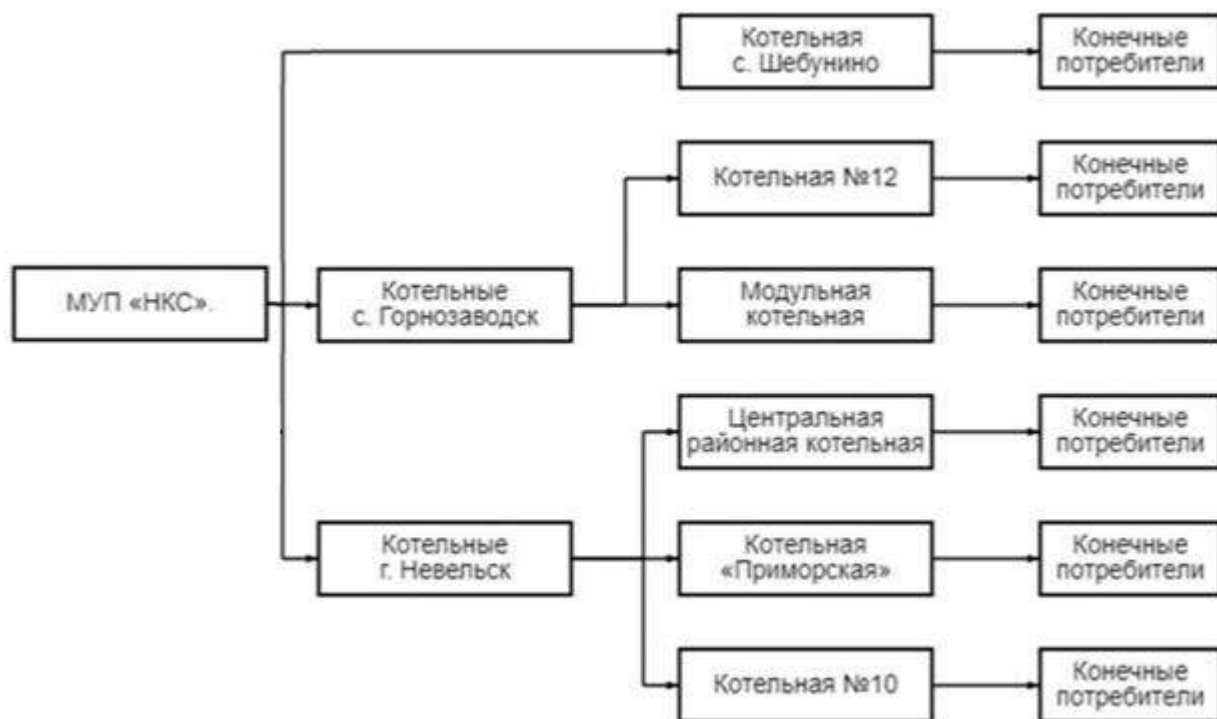 Котельная
с. Шебунино
Конечные
потребители
Котельная №12
Конечные
потребители
МУП «НКС».
Котельные
с. Горнозаводск
Модульная
котельная
Конечные
потребители
Центральная
районная котельная
Конечные
потребители
Котельные
г. Невельск
Котельная
«Приморская»
Конечные
потребители
Котельная №10
Конечные
потребители